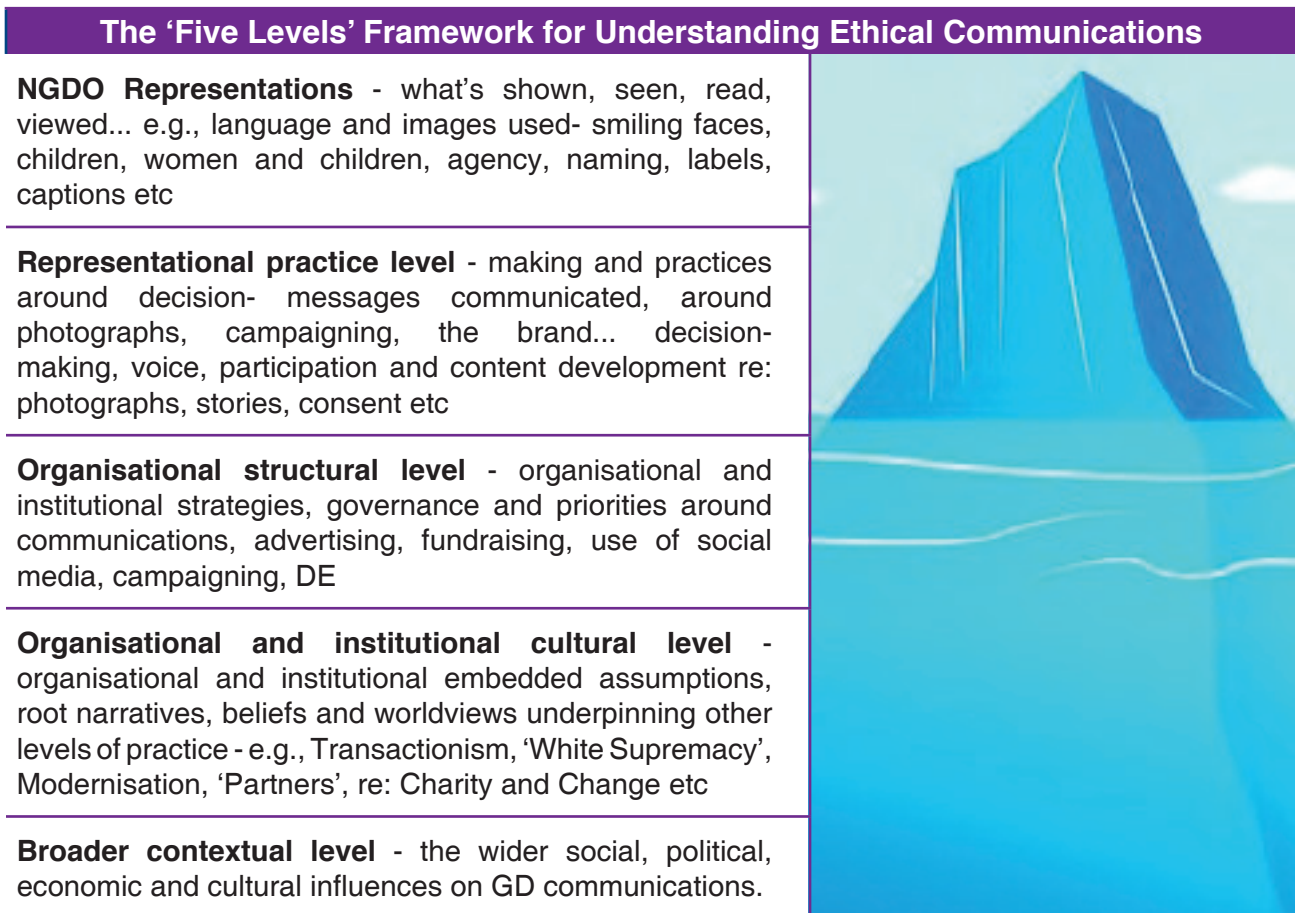 The ‘Five Levels’ Framework for Understanding Ethical Communications
NGDO Representations - what’s shown, seen, read,
viewed... e.g., language and images used- smiling faces,
children, women and children, agency, naming, labels,
captions etc
Representational practice level - making and practices
around decision- messages communicated, around
photographs, campaigning, the brand... decision-
making, voice, participation and content development re:
photographs, stories, consent etc
Organisational structural level - organisational and
institutional strategies, governance and priorities around
communications, advertising, fundraising, use of social
media, campaigning, DE
Organisational and institutional cultural level -
organisational and institutional embedded assumptions,
root narratives, beliefs and worldviews underpinning other
levels of practice - e.g., Transactionism, ‘White Supremacy’,
Modernisation, ‘Partners’, re: Charity and Change etc
Broader contextual level - the wider social, political,
economic and cultural influences on GD communications.